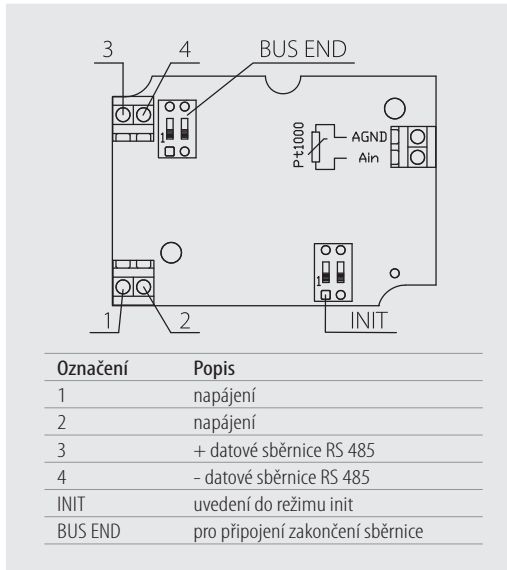 3 4 BUS END
1
Pt1000
AGND
Ain
1
1 2 INIT
Označení Popis
1 napájení
2 napájení
3 + datové sběrnice RS 485
4 - datové sběrnice RS 485
INIT uvedení do režimu init
BUS END pro připojení zakončení sběrnice